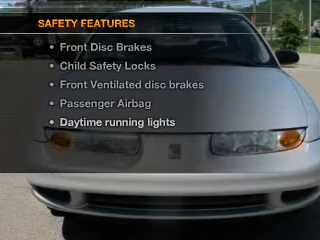 SAFETY FEATURES
• Front Disc Brakes
• Child Safety Locks
• Front Ventilated disc brakes
• Passenger Airbag
• Daytime running lights